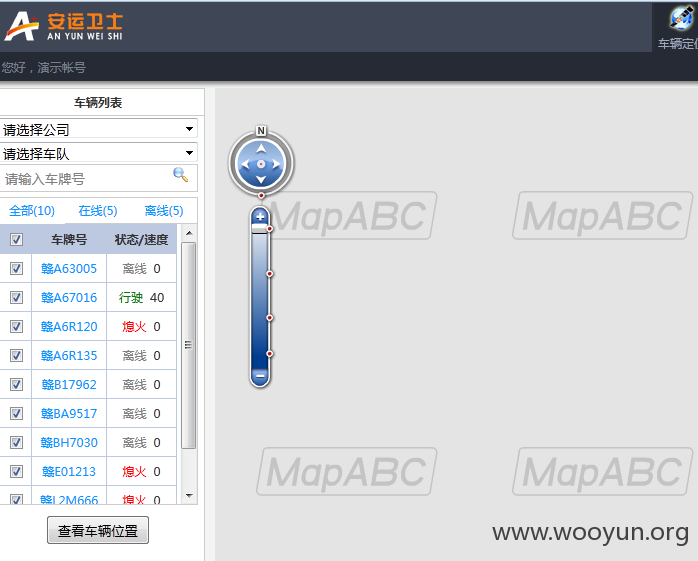 安运卫士
AN YUN WEI SHI
车辆定位
您好，演示帐号
车辆列表
请选择公司
请选择车队
请输入车牌号
全部(10) 在线(5) 离线(5)
车牌号 状态/速度
赣A63005 离线 0
赣A67016 行驶 40
赣A6R120 熄火 0
赣A6R135 离线 0
赣B17962 离线 0
赣BA9517 离线 0
赣BH7030 离线 0
赣E01213 熄火 0
赣L2M666 熄火 0
查看车辆位置
N
MapABC MapABC
MapABC MapABC
www.wooyun.org